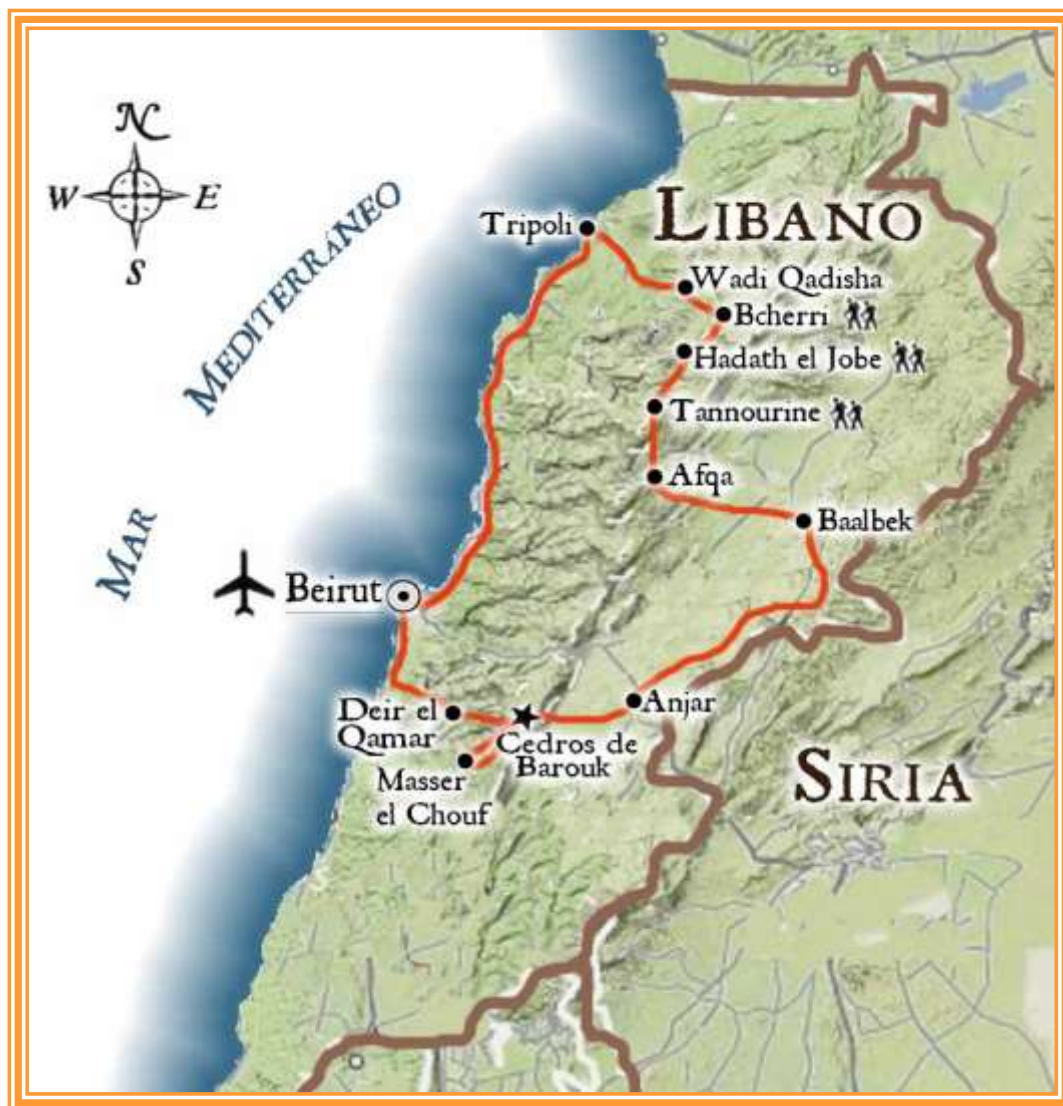 N
W E
S
MAR MEDITERRÁNEO
LIBANO
Tripoli
Wadi Qadisha
Bcherri
Hadath el Jobe
Tannourine
Afqa
Baalbek
Beirut
Anjar
Deir el
Qamar
Cedros de
Barouk
Masser
el Chouf
SIRIA